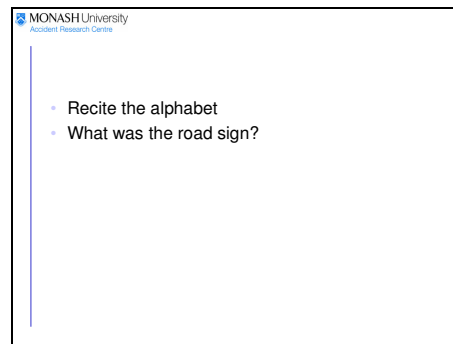 MONASH University
Accident Research Centre
• Recite the alphabet
• What was the road sign?